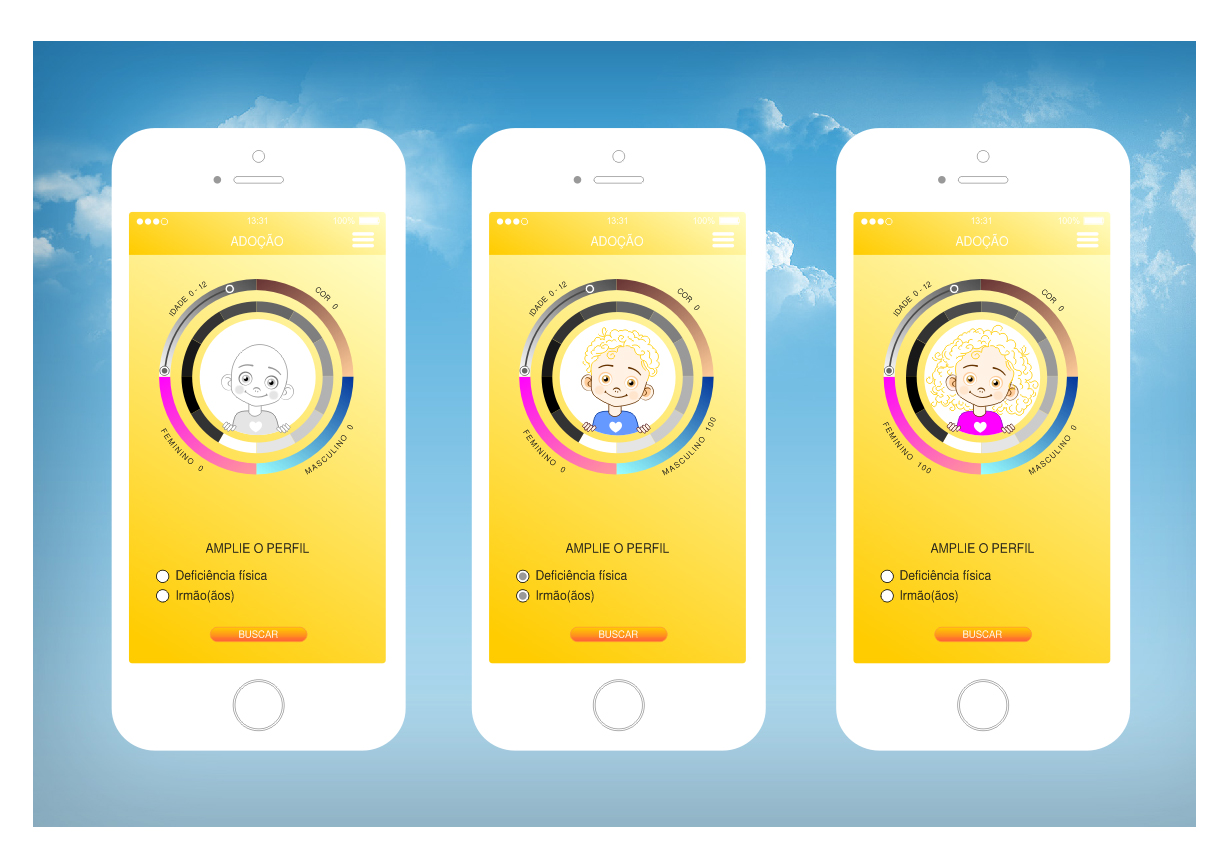 13:31
100%
ADOÇÃO
IDADE 0 - 12
COR 0
FEMININO 0
MASCULINO 0
AMPLIE O PERFIL
Deficiência física
Irmão(ãos)
BUSCAR
13:31
100%
ADOÇÃO
IDADE 0 - 12
COR 0
FEMININO 0
MASCULINO 100
AMPLIE O PERFIL
Deficiência física
Irmão(ãos)
BUSCAR
13:31
100%
ADOÇÃO
IDADE 0 - 12
COR 0
FEMININO 100
MASCULINO 0
AMPLIE O PERFIL
Deficiência física
Irmão(ãos)
BUSCAR